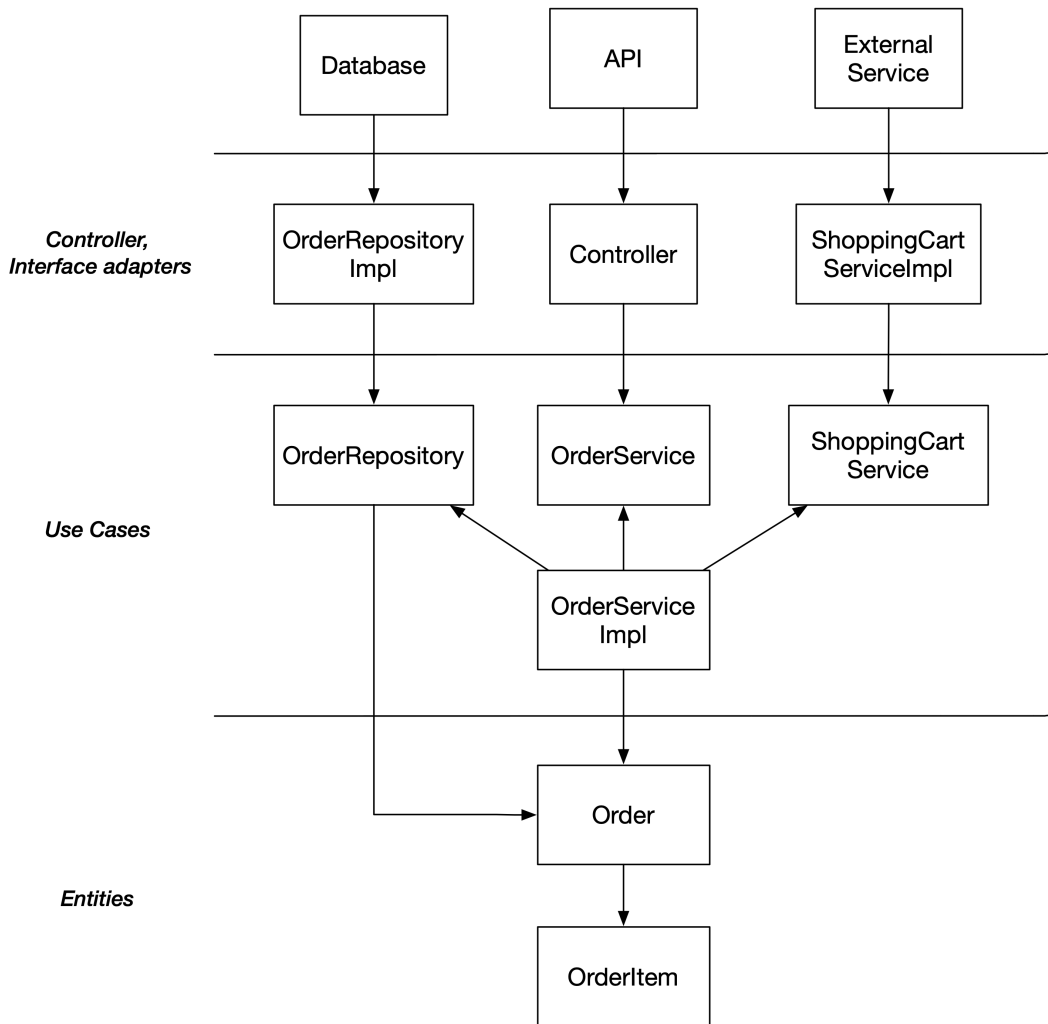 Database
API
External
Service
Controller,
Interface adapters
OrderRepository
Impl
Controller
ShoppingCart
ServiceImpl
Use Cases
OrderRepository
OrderService
ShoppingCart
Service
OrderService
Impl
Entities
Order
OrderItem